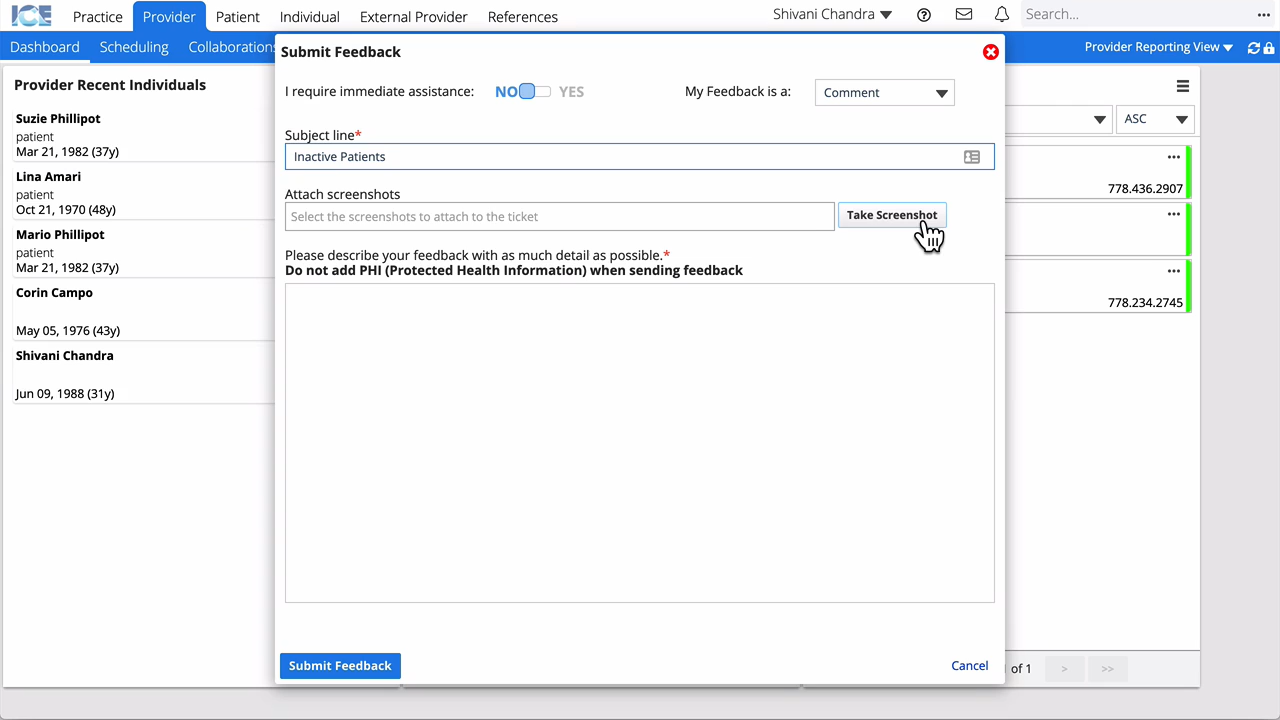 ICE Practice Provider Patient Individual External Provider References Shivani Chandra Search...
Dashboard Scheduling Collaborations Provider Reporting View
Submit Feedback
Provider Recent Individuals
I require immediate assistance: NO YES My Feedback is a: Comment
Suzie Phillipot
patient
Mar 21, 1982 (37y)
ASC
Subject line*
Inactive Patients
Lina Amari
patient
Oct 21, 1970 (48y)
778.436.2907
Attach screenshots
Select the screenshots to attach to the ticket Take Screenshot
Mario Phillipot
patient
Mar 21, 1982 (37y)
Please describe your feedback with as much detail as possible.*
Do not add PHI (Protected Health Information) when sending feedback
Corin Campo
May 05, 1976 (43y)
778.234.2745
Shivani Chandra
Jun 09, 1988 (31y)
Submit Feedback Cancel
of 1 > >>